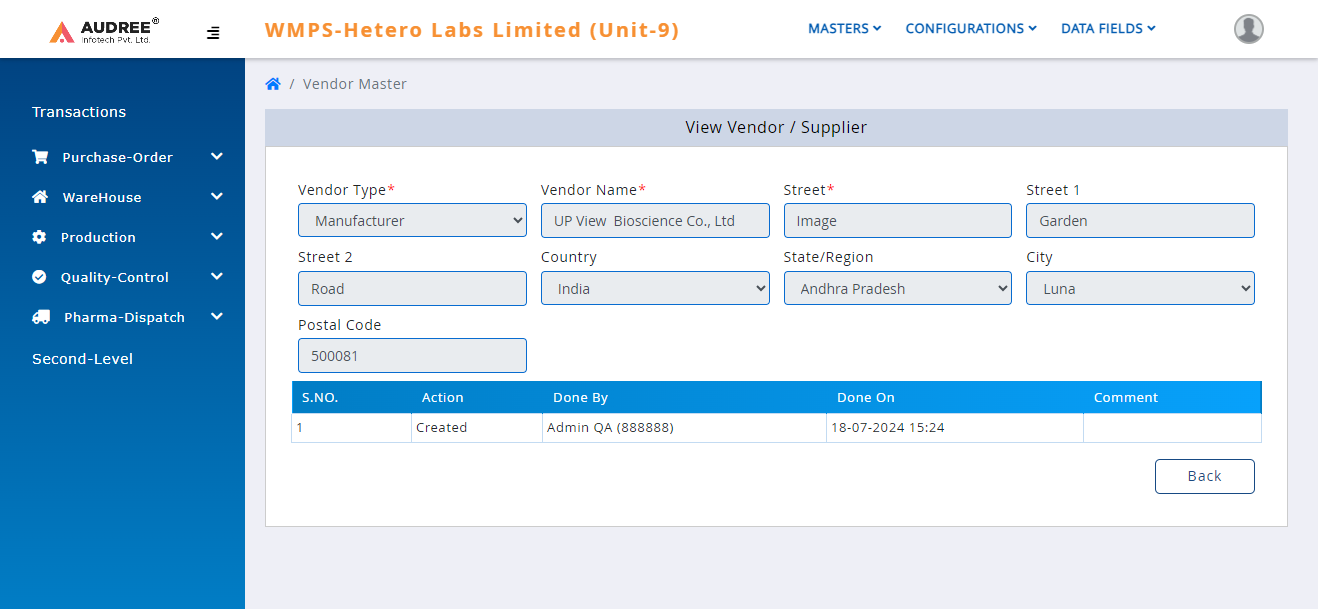 AUDREE®
Infotech Pvt. Ltd.
WMPS-Hetero Labs Limited (Unit-9)
MASTERS CONFIGURATIONS DATA FIELDS
Transactions
Purchase-Order
WareHouse
Production
Quality-Control
Pharma-Dispatch
Second-Level
/ Vendor Master
View Vendor / Supplier
Vendor Type* Vendor Name* Street* Street 1
Manufacturer UP View  Bioscience Co., Ltd Image Garden
Street 2 Country State/Region City
Road India Andhra Pradesh Luna
Postal Code
500081
S.NO. Action Done By Done On Comment
1 Created Admin QA (888888) 18-07-2024 15:24
Back